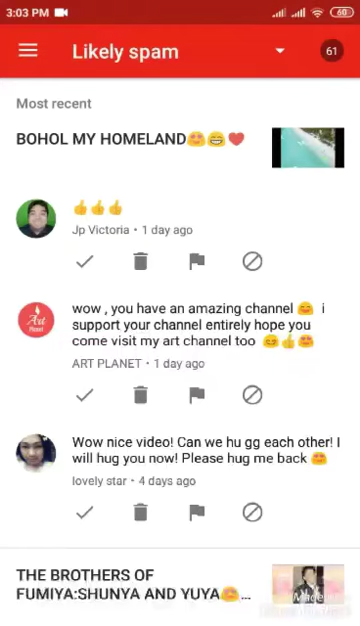 3:03 PM 60
Likely spam 61
Most recent
BOHOL MY HOMELAND😍😁❤️
👍👍👍
Jp Victoria • 1 day ago
Art
Planet
wow , you have an amazing channel 😊 i
support your channel entirely hope you
come visit my art channel too 😊👍😍
ART PLANET • 1 day ago
Wow nice video! Can we hu gg each other! I
will hug you now! Please hug me back 😍
lovely star • 4 days ago
THE BROTHERS OF
FUMIYA:SHUNYA AND YUYA😍...